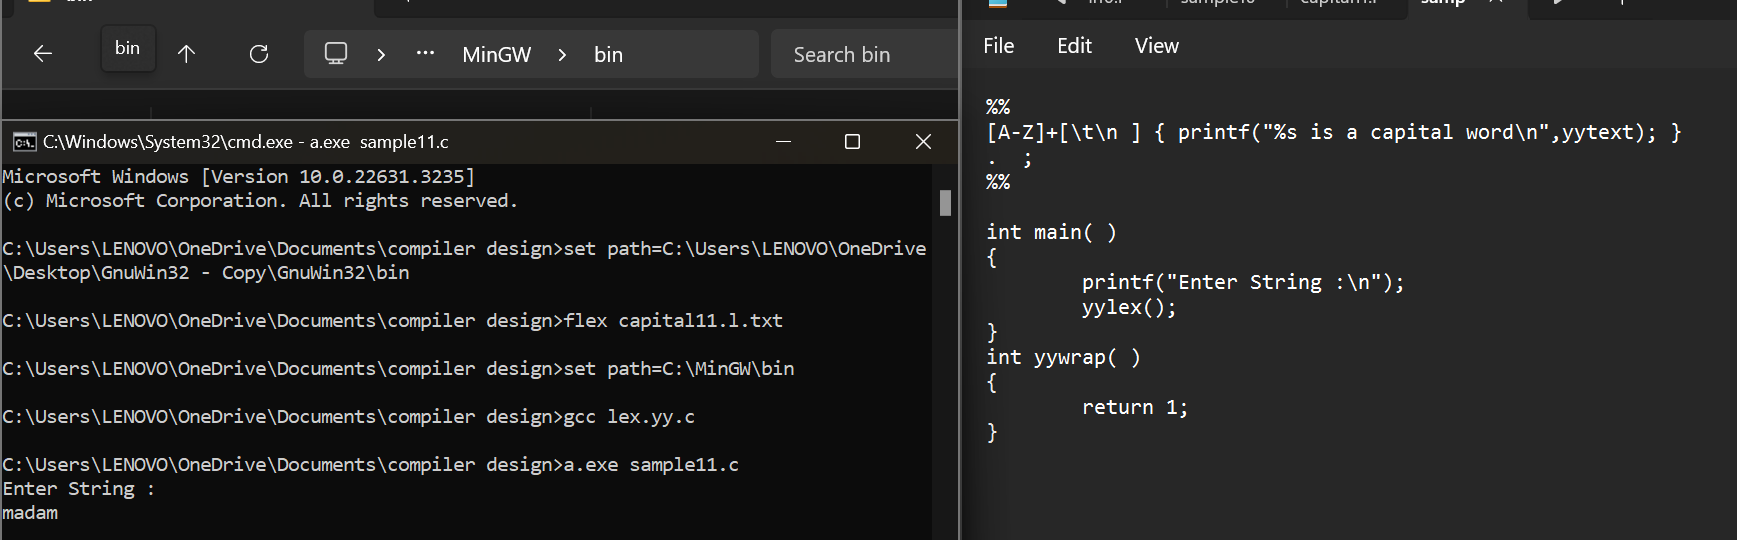 bin
MinGW
bin
Search bin
C:\Windows\System32\cmd.exe - a.exe  sample11.c
Microsoft Windows [Version 10.0.22631.3235]
(c) Microsoft Corporation. All rights reserved.
C:\Users\LENOVO\OneDrive\Documents\compiler design>set path=C:\Users\LENOVO\OneDrive
\Desktop\GnuWin32 - Copy\GnuWin32\bin
C:\Users\LENOVO\OneDrive\Documents\compiler design>flex capital11.l.txt
C:\Users\LENOVO\OneDrive\Documents\compiler design>set path=C:\MinGW\bin
C:\Users\LENOVO\OneDrive\Documents\compiler design>gcc lex.yy.c
C:\Users\LENOVO\OneDrive\Documents\compiler design>a.exe sample11.c
Enter String :
madam
File Edit View
%%
[A-Z]+[\t\n ] { printf("%s is a capital word\n",yytext); }
.  ;
%%
int main( )
{
        printf("Enter String :\n");
        yylex();
}
int yywrap( )
{
        return 1;
}